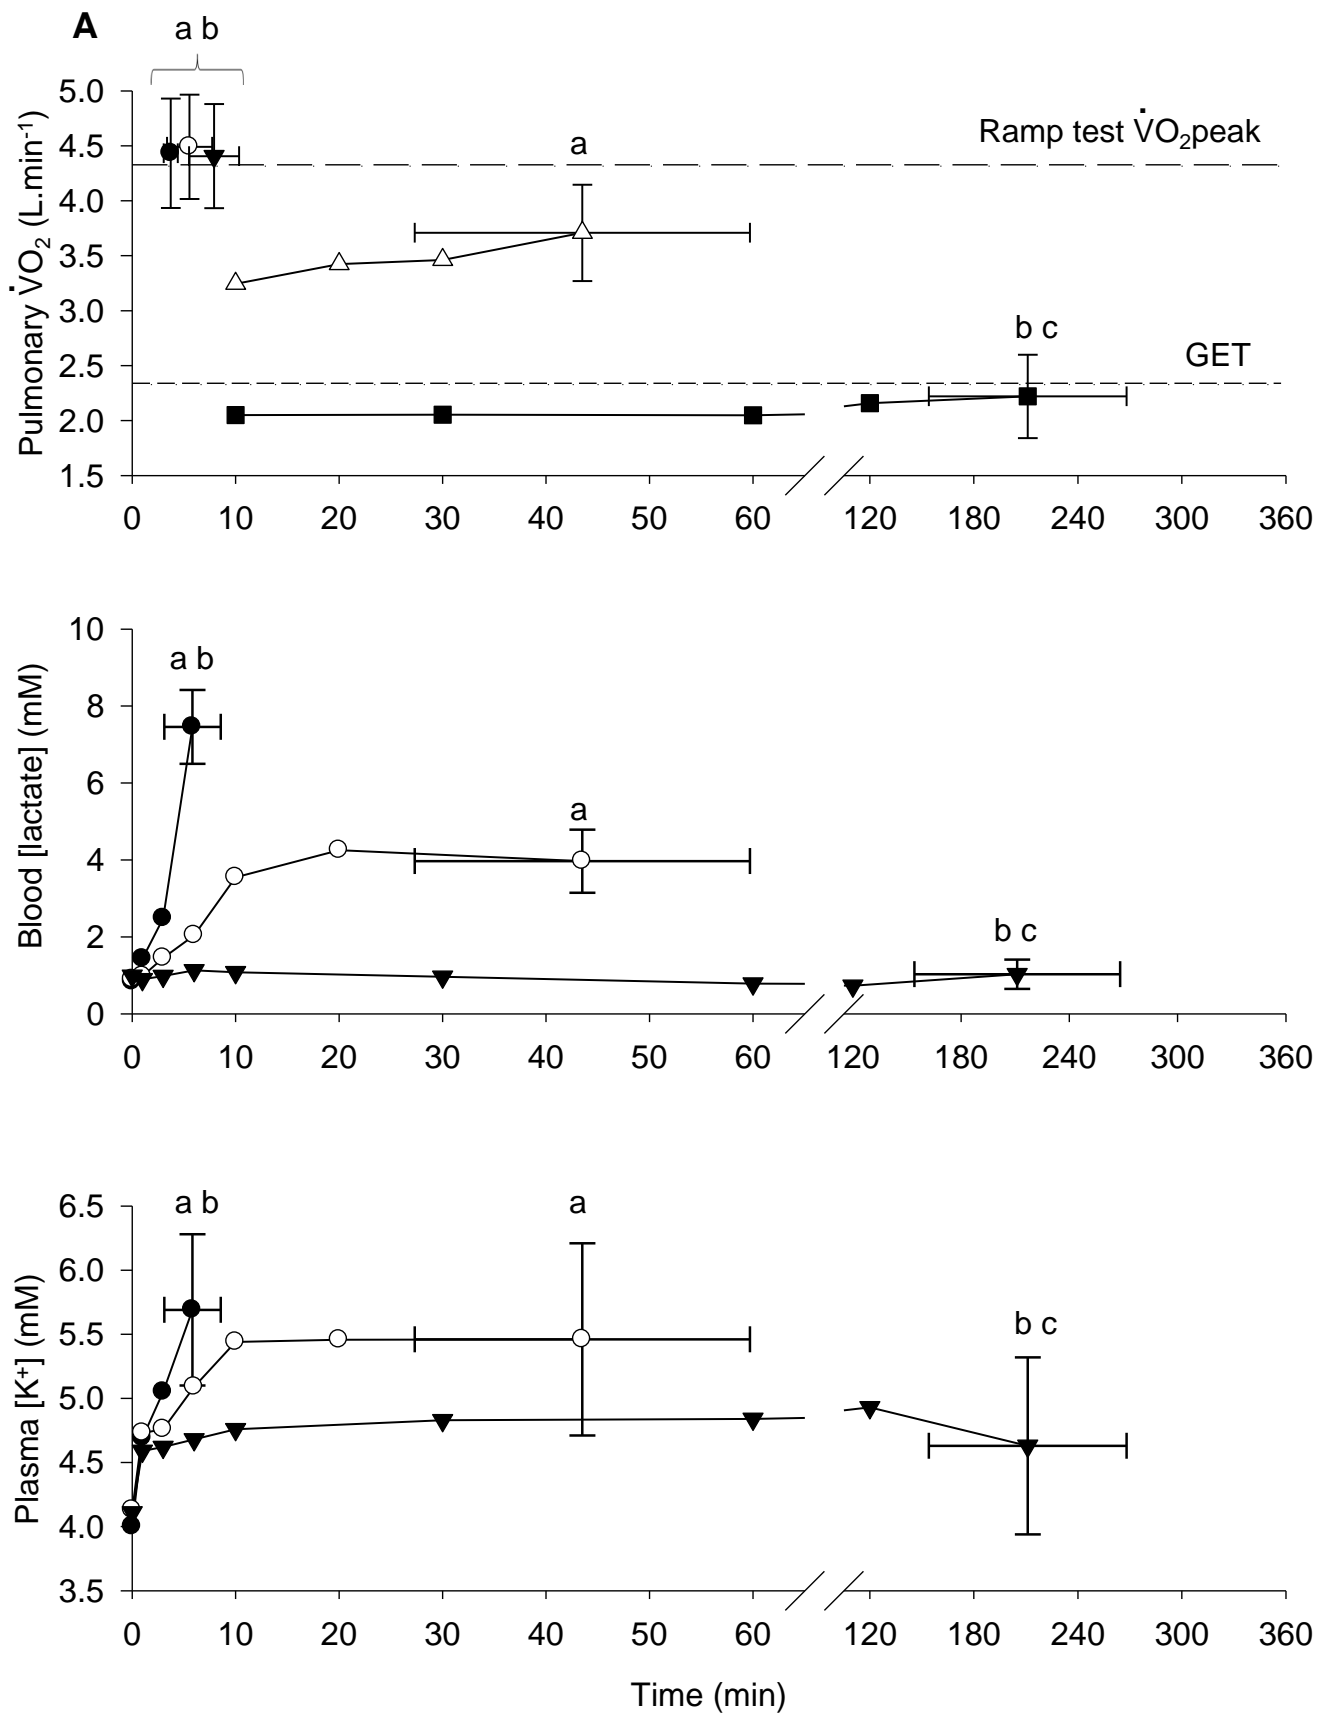 A
a b
5.0
4.5
4.0
3.5
3.0
2.5
2.0
1.5
Pulmonary V̇O₂ (L.min⁻¹)
Ramp test V̇O₂peak
a
b c
GET
0 10 20 30 40 50 60 120 180 240 300 360
10
8
6
4
2
0
Blood [lactate] (mM)
a b
a
b c
0 10 20 30 40 50 60 120 180 240 300 360
6.5
6.0
5.5
5.0
4.5
4.0
3.5
Plasma [K⁺] (mM)
a b
a
b c
0 10 20 30 40 50 60 120 180 240 300 360
Time (min)